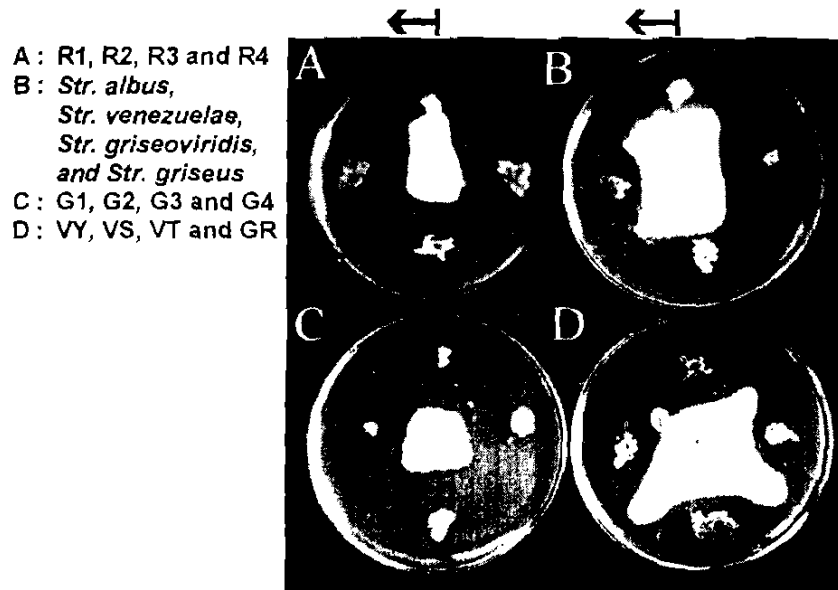 A : R1, R2, R3 and R4
B : Str. albus,
Str. venezuelas,
Str. griseoviridis,
and Str. griseus
C : G1, G2, G3 and G4
D : VY, VS, VT and GR
A
B
C
D